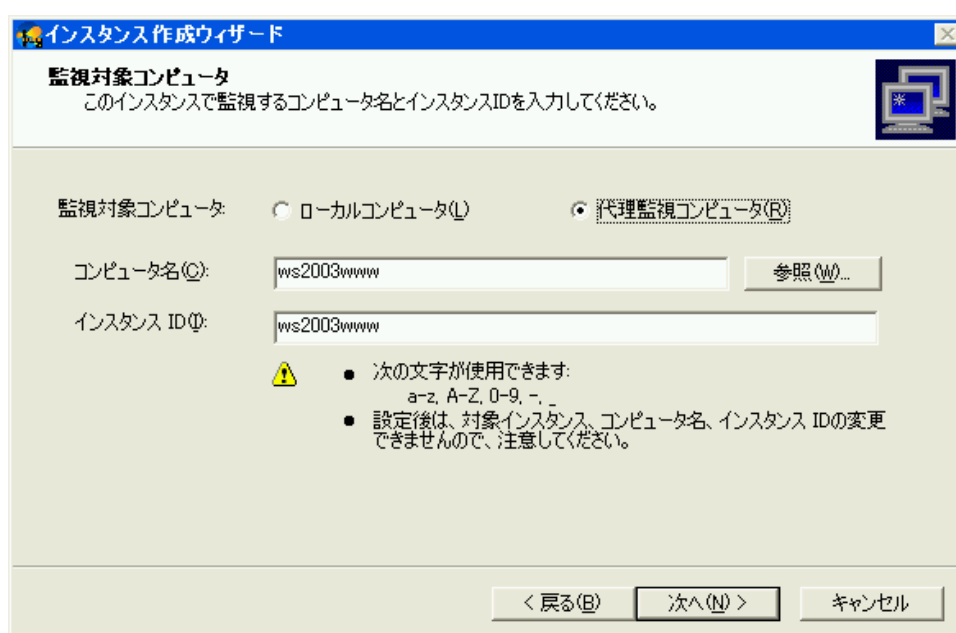 インスタンス作成ウィザード
監視対象コンピュータ
このインスタンスで監視するコンピュータ名とインスタンスIDを入力してください。
監視対象コンピュータ: ローカルコンピュータ(L) 代理監視コンピュータ(R)
コンピュータ名(C): ws2003www 参照(W)...
インスタンス ID(I): ws2003www
● 次の文字が使用できます:
a-z, A-Z, 0-9, -, _
● 設定後は、対象インスタンス、コンピュータ名、インスタンス IDの変更
できませんので、注意してください。
< 戻る(B) 次へ(N) > キャンセル